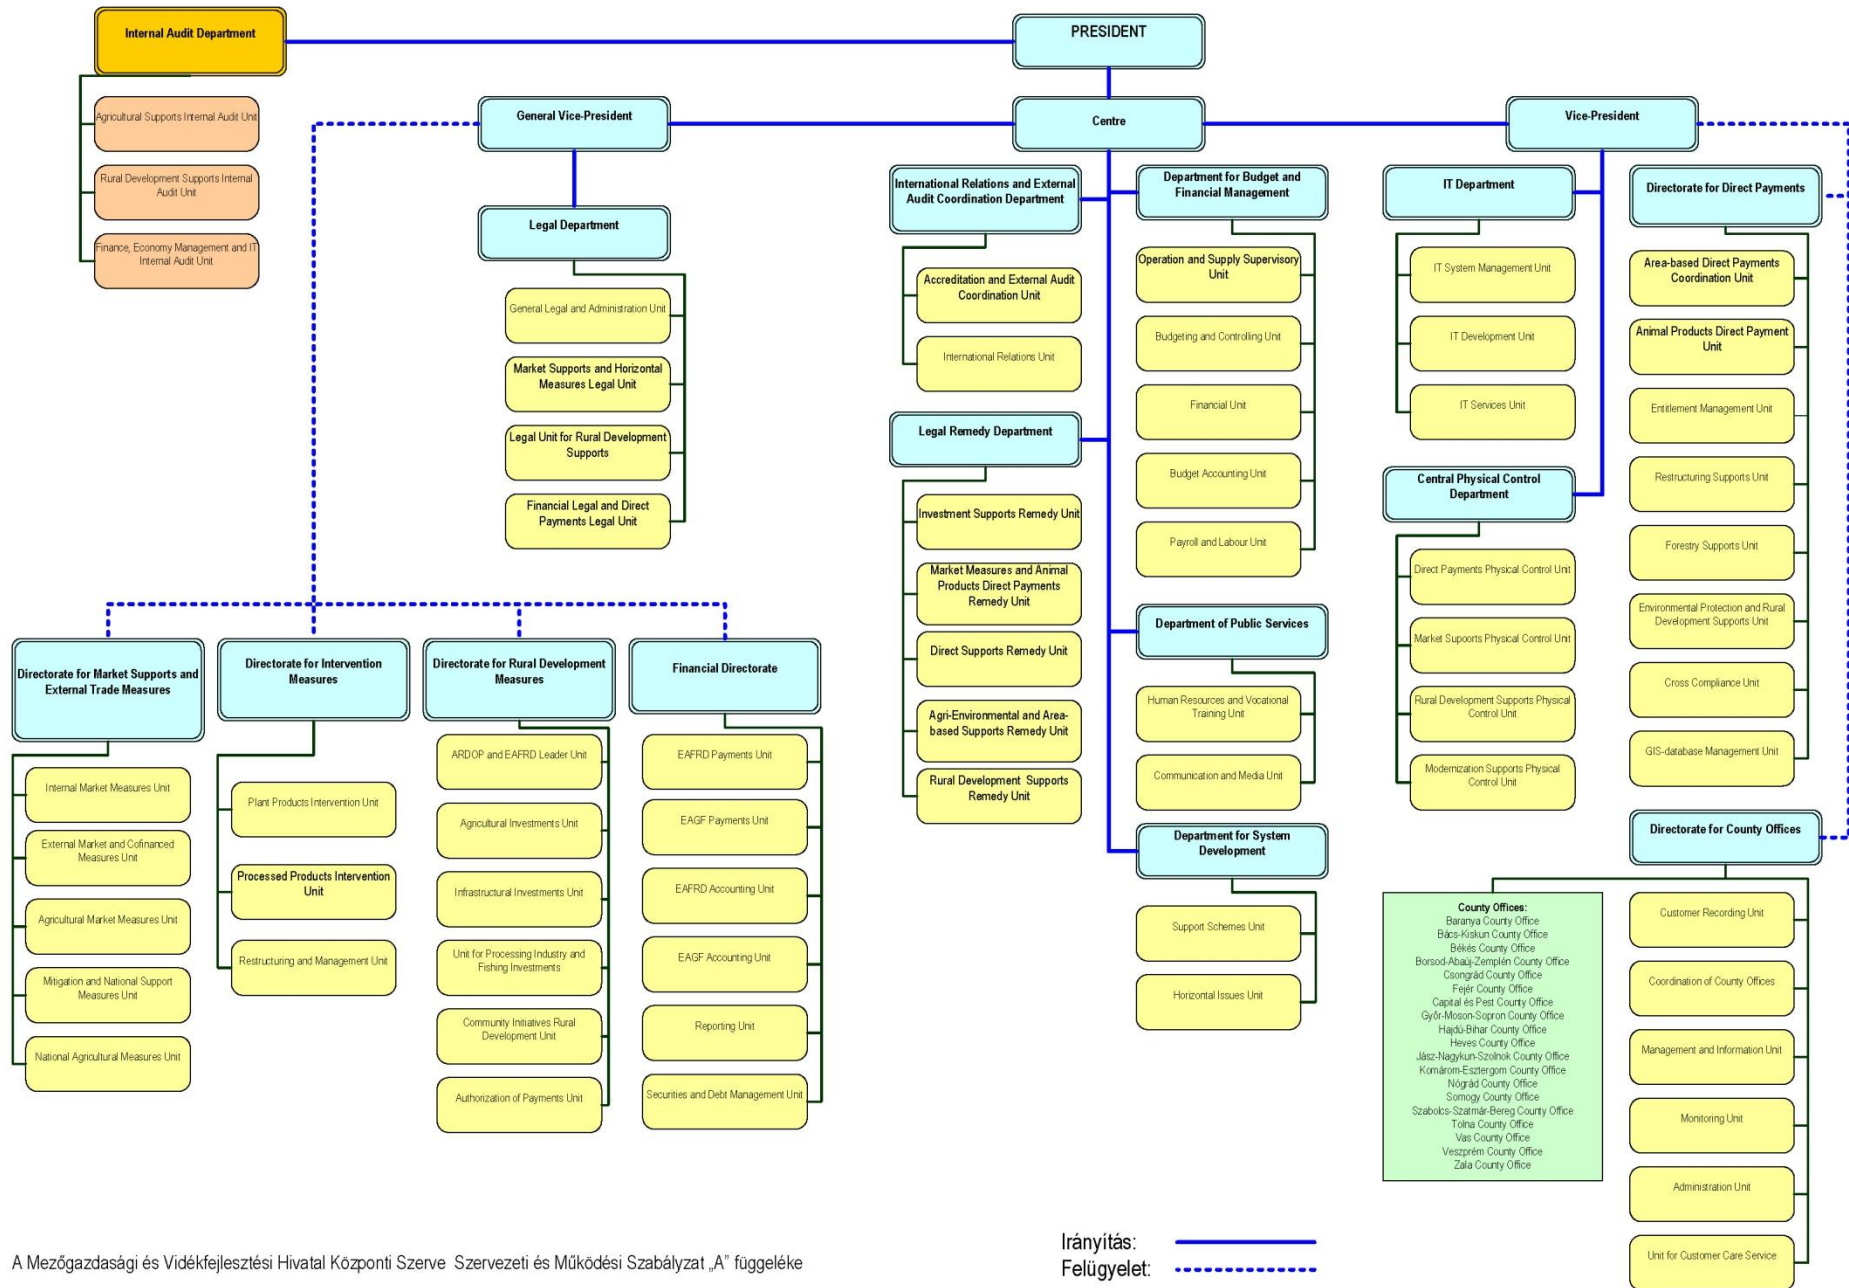 Internal Audit Department
Agricultural Supports Internal Audit Unit
Rural Development Supports Internal
Audit Unit
Finance, Economy Management and IT
Internal Audit Unit
PRESIDENT
Centre
General Vice-President
Legal Department
General Legal and Administration Unit
Market Supports and Horizontal
Measures Legal Unit
Legal Unit for Rural Development
Supports
Financial Legal and Direct
Payments Legal Unit
Directorate for Market Supports and
External Trade Measures
Internal Market Measures Unit
External Market and Cofinanced
Measures Unit
Agricultural Market Measures Unit
Mitigation and National Support
Measures Unit
National Agricultural Measures Unit
Directorate for Intervention
Measures
Plant Products Intervention Unit
Processed Products Intervention
Unit
Restructuring and Management Unit
Directorate for Rural Development
Measures
ARDOP and EAFRD Leader Unit
Agricultural Investments Unit
Infrastructural Investments Unit
Unit for Processing Industry and
Fishing Investments
Community Initiatives Rural
Development Unit
Authorization of Payments Unit
Financial Directorate
EAFRD Payments Unit
EAGF Payments Unit
EAFRD Accounting Unit
EAGF Accounting Unit
Reporting Unit
Securities and Debt Management Unit
International Relations and External
Audit Coordination Department
Accreditation and External Audit
Coordination Unit
International Relations Unit
Legal Remedy Department
Investment Supports Remedy Unit
Market Measures and Animal
Products Direct Payments
Remedy Unit
Direct Supports Remedy Unit
Agri-Environmental and Area-
based Supports Remedy Unit
Rural Development Supports
Remedy Unit
Department for Budget and
Financial Management
Operation and Supply Supervisory
Unit
Budgeting and Controlling Unit
Financial Unit
Budget Accounting Unit
Payroll and Labour Unit
Department of Public Services
Human Resources and Vocational
Training Unit
Communication and Media Unit
Department for System
Development
Support Schemes Unit
Horizontal Issues Unit
Vice-President
IT Department
IT System Management Unit
IT Development Unit
IT Services Unit
Central Physical Control
Department
Direct Payments Physical Control Unit
Market Supoorts Physical Control Unit
Rural Development Supports Physical
Control Unit
Modernization Supports Physical
Control Unit
Directorate for Direct Payments
Area-based Direct Payments
Coordination Unit
Animal Products Direct Payment
Unit
Entitlement Management Unit
Restructuring Supports Unit
Forestry Supports Unit
Environmental Protection and Rural
Development Supports Unit
Cross Compliance Unit
GIS-database Management Unit
Directorate for County Offices
County Offices:
Baranya County Office
Bács-Kiskun County Office
Békés County Office
Borsod-Abaúj-Zemplén County Office
Csongrád County Office
Fejér County Office
Capital és Pest County Office
Győr-Moson-Sopron County Office
Hajdú-Bihar County Office
Heves County Office
Jász-Nagykun-Szolnok County Office
Komárom-Esztergom County Office
Nógrád County Office
Somogy County Office
Szabolcs-Szatmár-Bereg County Office
Tolna County Office
Vas County Office
Veszprém County Office
Zala County Office
Customer Recording Unit
Coordination of County Offices
Management and Information Unit
Monitoring Unit
Administration Unit
Unit for Customer Care Service
A Mezőgazdasági és Vidékfejlesztési Hivatal Központi Szerve Szervezeti és Működési Szabályzat „A” függeléke
Irányítás:
Felügyelet: